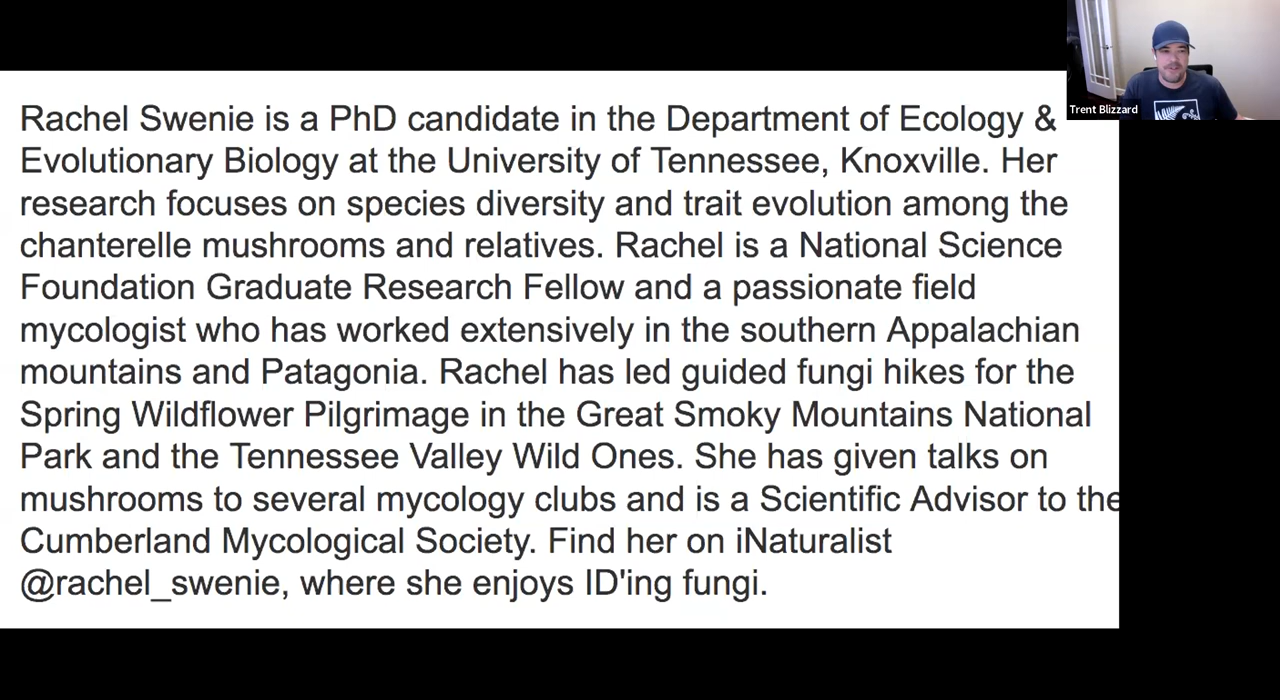 Trent Blizzard
Rachel Swenie is a PhD candidate in the Department of Ecology &
Evolutionary Biology at the University of Tennessee, Knoxville. Her
research focuses on species diversity and trait evolution among the
chanterelle mushrooms and relatives. Rachel is a National Science
Foundation Graduate Research Fellow and a passionate field
mycologist who has worked extensively in the southern Appalachian
mountains and Patagonia. Rachel has led guided fungi hikes for the
Spring Wildflower Pilgrimage in the Great Smoky Mountains National
Park and the Tennessee Valley Wild Ones. She has given talks on
mushrooms to several mycology clubs and is a Scientific Advisor to the
Cumberland Mycological Society. Find her on iNaturalist
@rachel_swenie, where she enjoys ID'ing fungi.